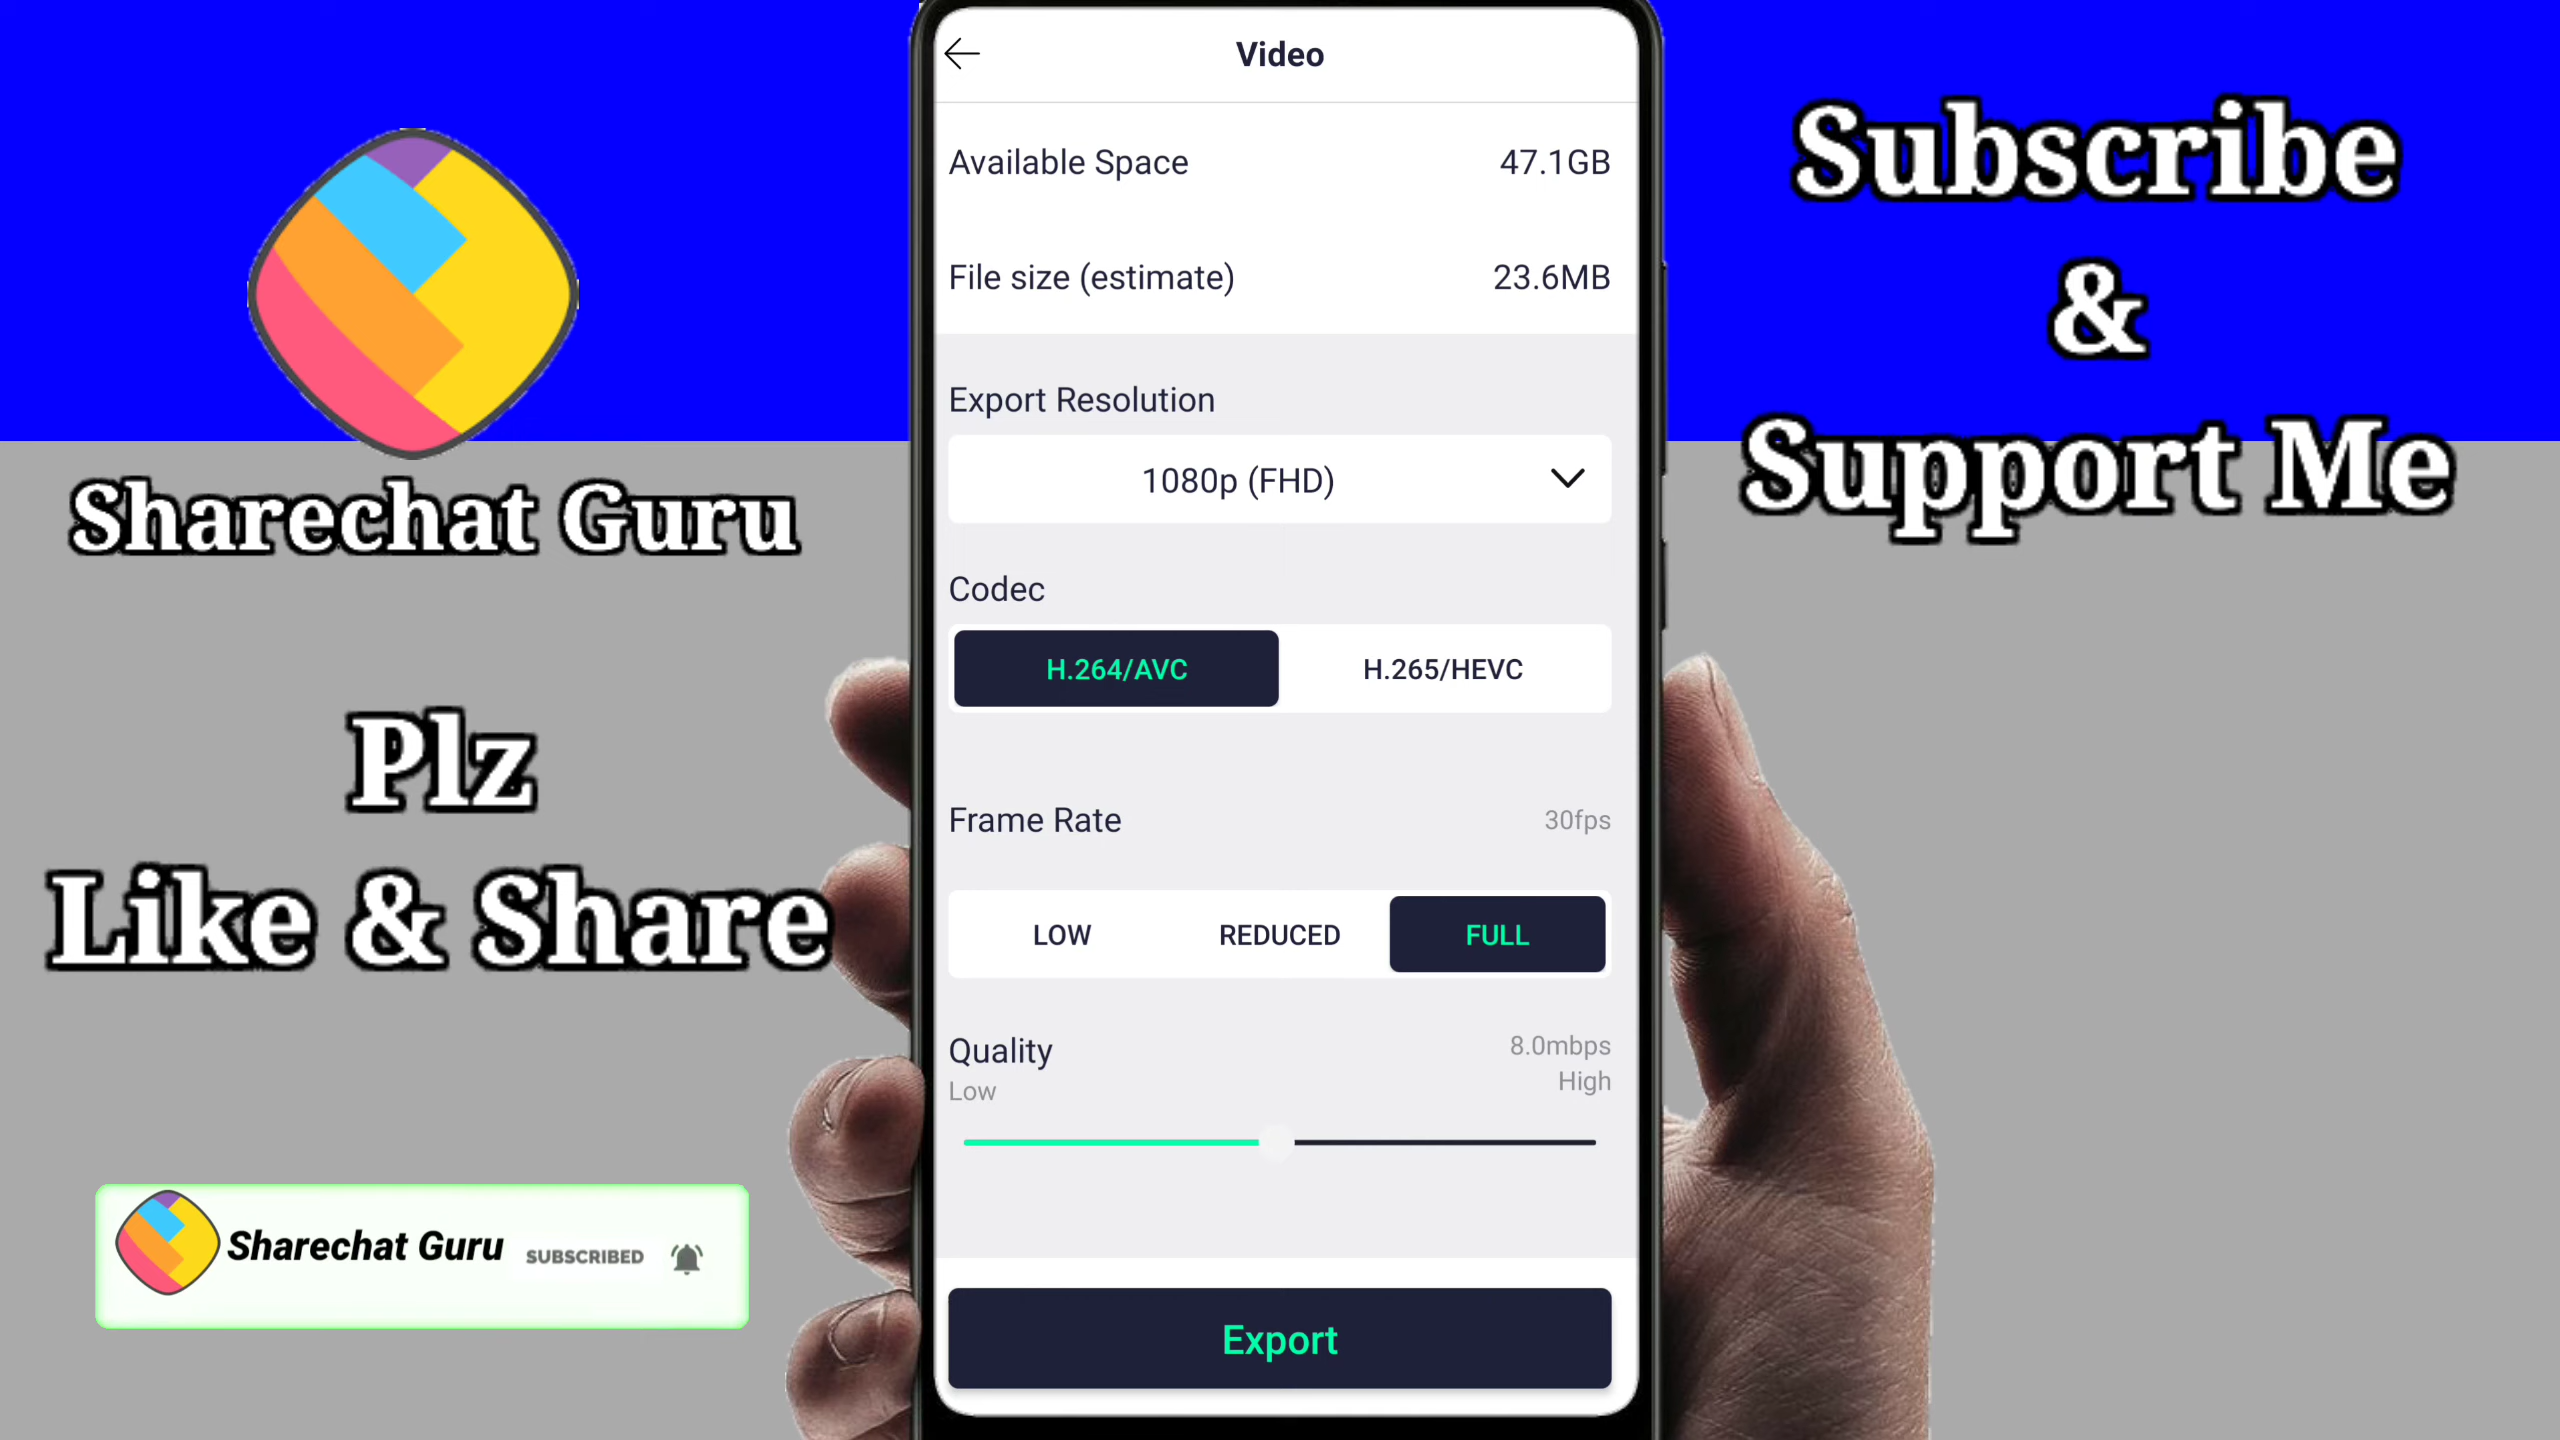 Sharechat Guru
Plz
Like & Share
Sharechat Guru SUBSCRIBED
Video
Available Space 47.1GB
File size (estimate) 23.6MB
Export Resolution
1080p (FHD)
Codec
H.264/AVC H.265/HEVC
Frame Rate 30fps
LOW REDUCED FULL
Quality 8.0mbps
Low High
Export
Subscribe
&
Support Me